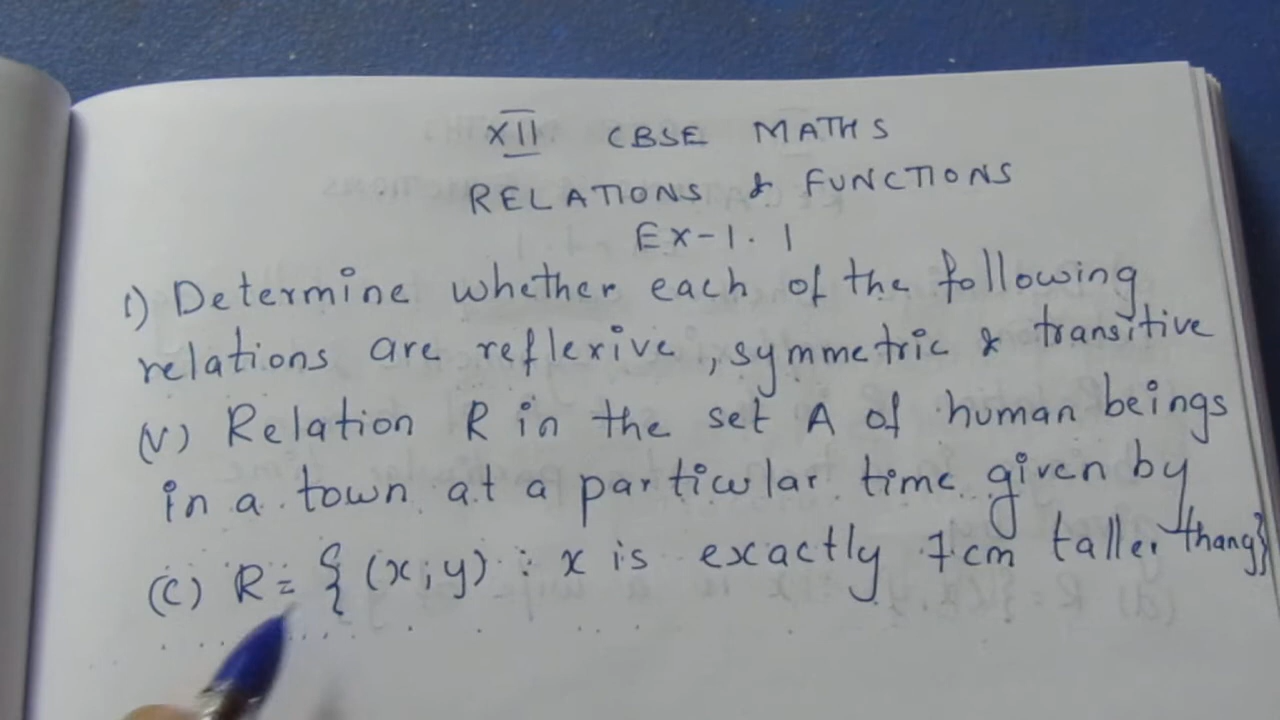 XII CBSE MATHS
RELATIONS & FUNCTIONS
Ex-1.1
1) Determine whether each of the following
relations are reflexive, symmetric & transitive
(V) Relation R in the set A of human beings
in a town at a particular time given by
(C) R = {(x,y) : x is exactly 7cm taller than y}